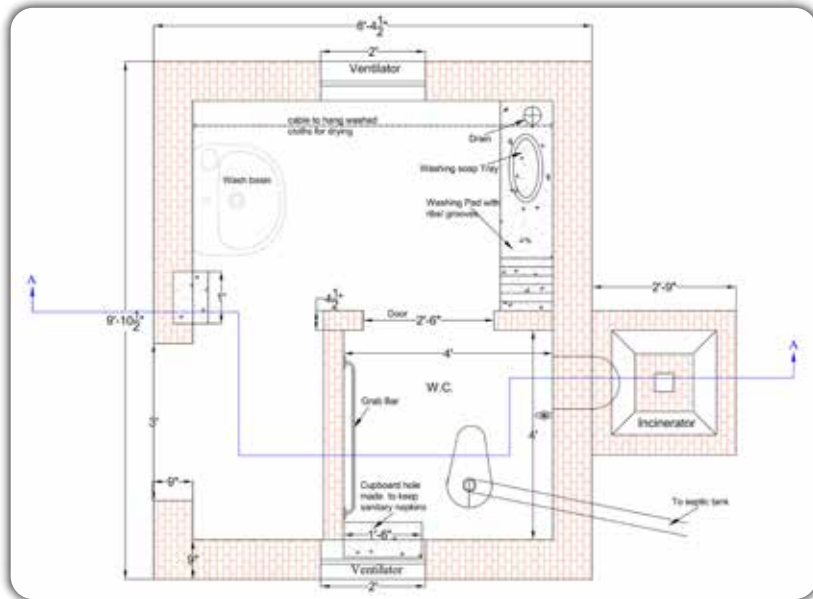 8'-4½"
2'
Ventilator
cable to hang washed
cloths for drying
Drain
Washing soap Tray
Wash basin
Washing Pad with
ribs/ grooves
A
1'
2'-9"
4½"
9'-10½"
Door
2'-6"
A
4'
W.C.
3'
Grab Bar
4'
Incinerator
9"
Cupboard hole
made to keep
sanitary napkins
To septic tank
1'-6"
9"
Ventilator
2'